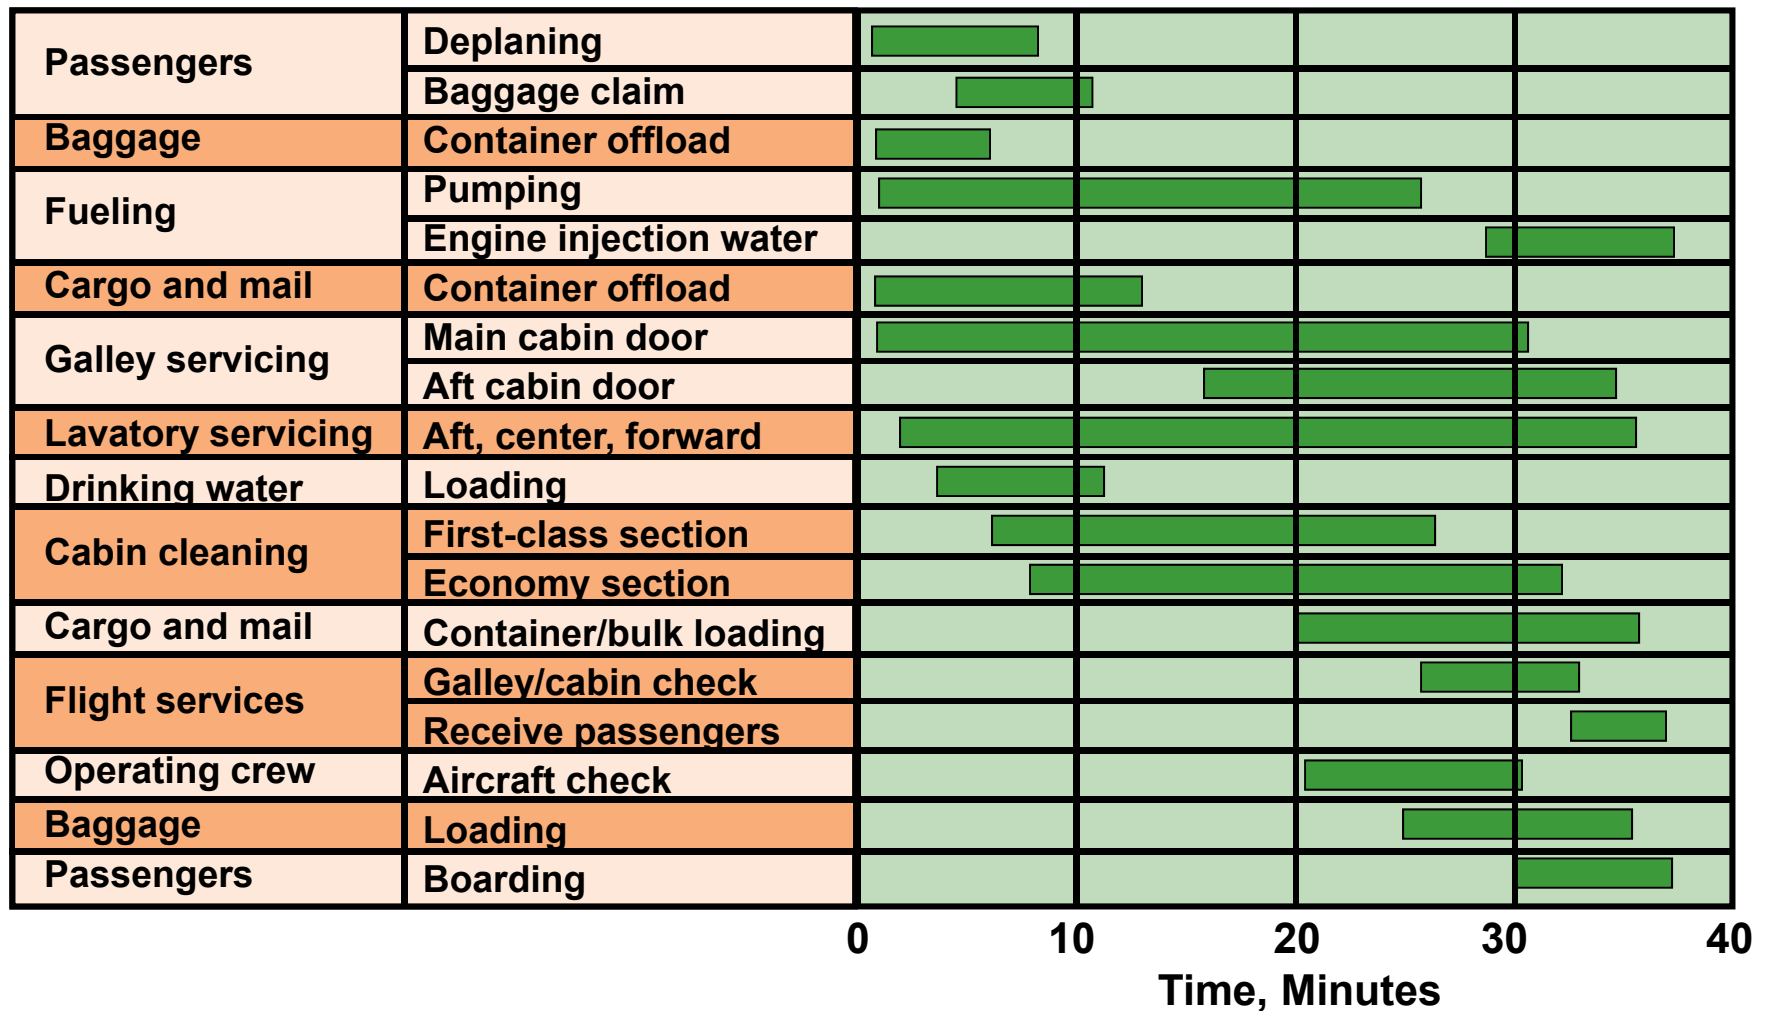 Passengers
Deplaning
Baggage claim
Baggage
Container offload
Fueling
Pumping
Engine injection water
Cargo and mail
Container offload
Galley servicing
Main cabin door
Aft cabin door
Lavatory servicing
Aft, center, forward
Drinking water
Loading
Cabin cleaning
First-class section
Economy section
Cargo and mail
Container/bulk loading
Flight services
Galley/cabin check
Receive passengers
Operating crew
Aircraft check
Baggage
Loading
Passengers
Boarding
0 10 20 30 40
Time, Minutes